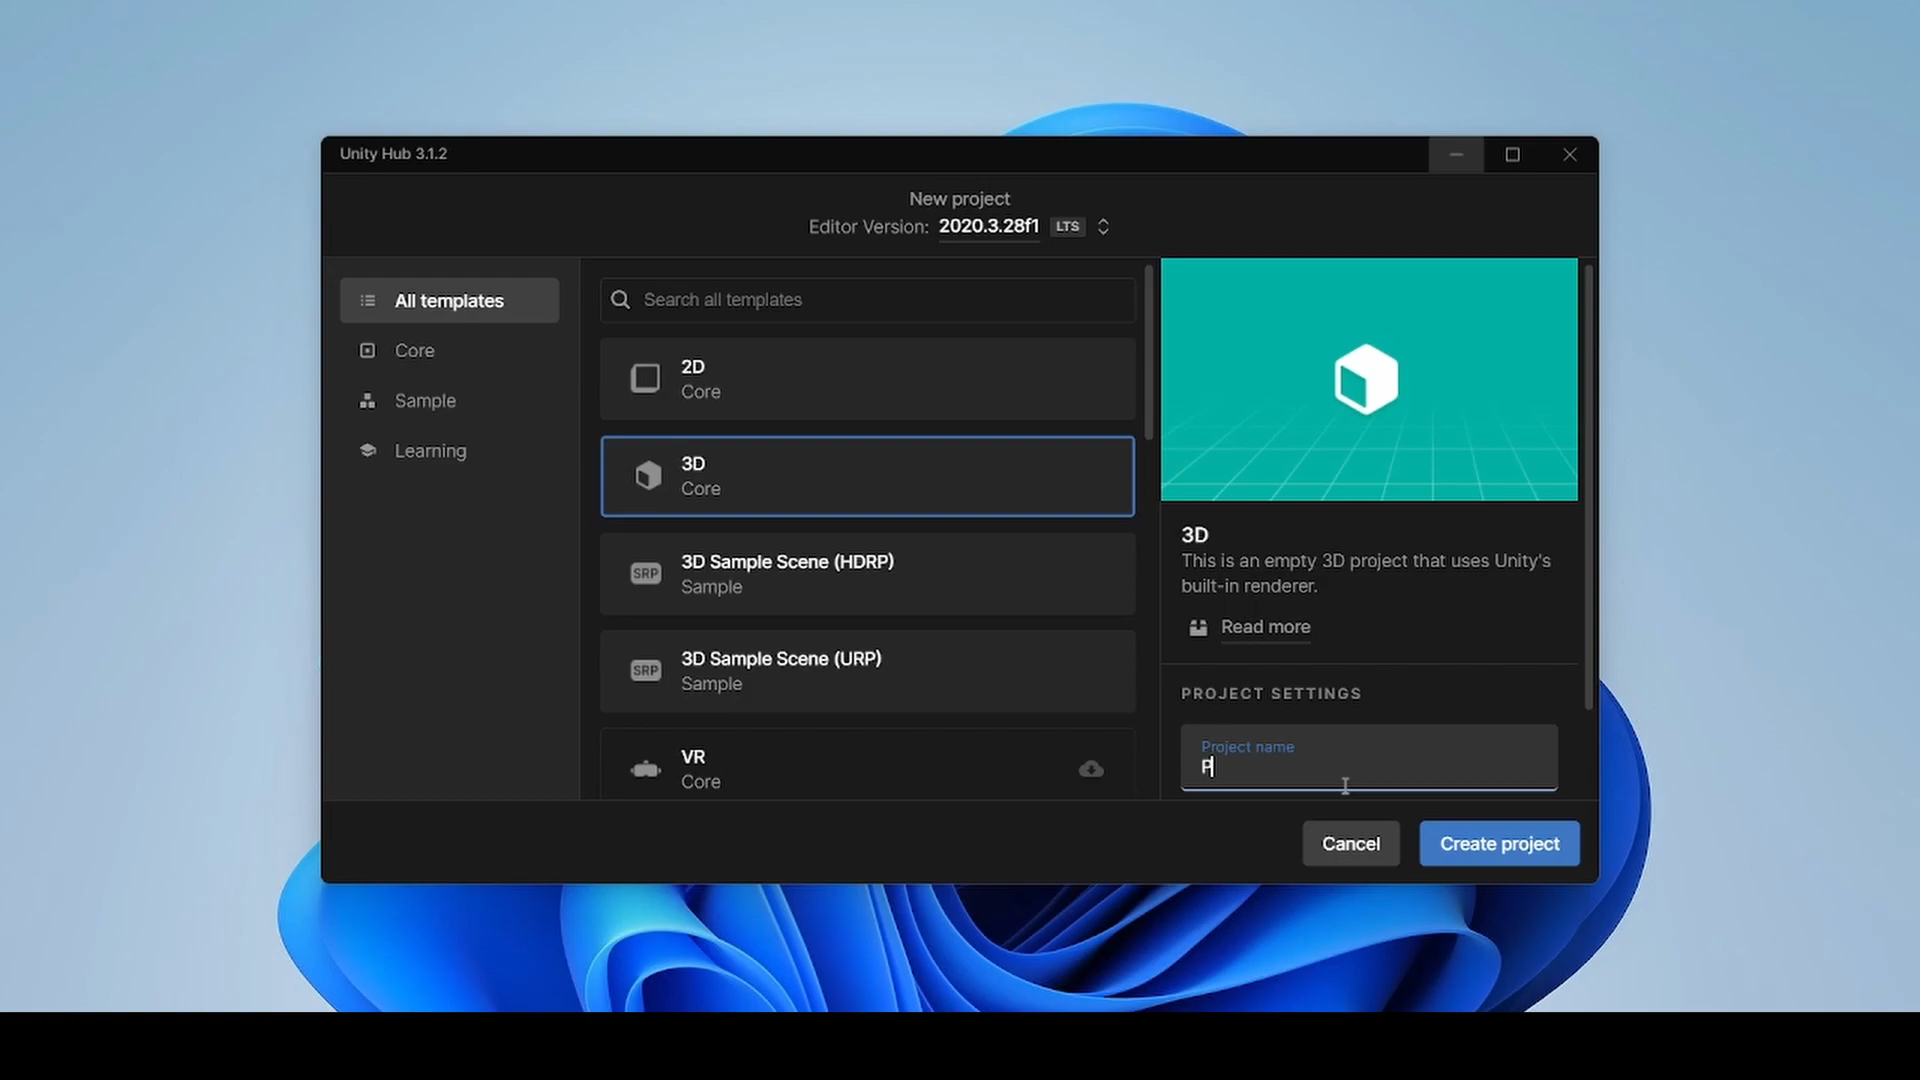 Unity Hub 3.1.2
New project
Editor Version: 2020.3.28f1 LTS
All templates
Core
Sample
Learning
Search all templates
2D
Core
3D
Core
SRP
3D Sample Scene (HDRP)
Sample
SRP
3D Sample Scene (URP)
Sample
VR
Core
3D
This is an empty 3D project that uses Unity's
built-in renderer.
Read more
PROJECT SETTINGS
Project name
P
Cancel
Create project